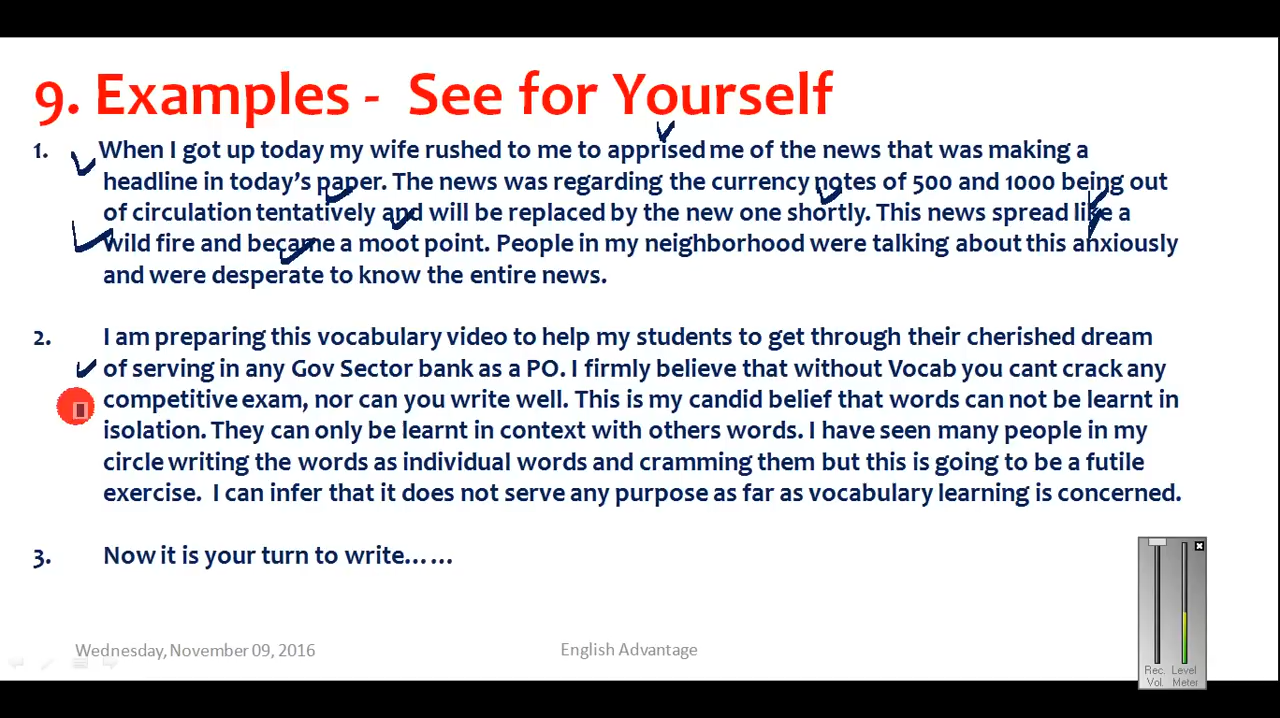 9. Examples - See for Yourself
1. When I got up today my wife rushed to me to apprised me of the news that was making a
headline in today's paper. The news was regarding the currency notes of 500 and 1000 being out
of circulation tentatively and will be replaced by the new one shortly. This news spread like a
wild fire and became a moot point. People in my neighborhood were talking about this anxiously
and were desperate to know the entire news.
2. I am preparing this vocabulary video to help my students to get through their cherished dream
of serving in any Gov Sector bank as a PO. I firmly believe that without Vocab you cant crack any
competitive exam, nor can you write well. This is my candid belief that words can not be learnt in
isolation. They can only be learnt in context with others words. I have seen many people in my
circle writing the words as individual words and cramming them but this is going to be a futile
exercise. I can infer that it does not serve any purpose as far as vocabulary learning is concerned.
3. Now it is your turn to write……
Wednesday, November 09, 2016 English Advantage
Rec. Level
Vol. Meter